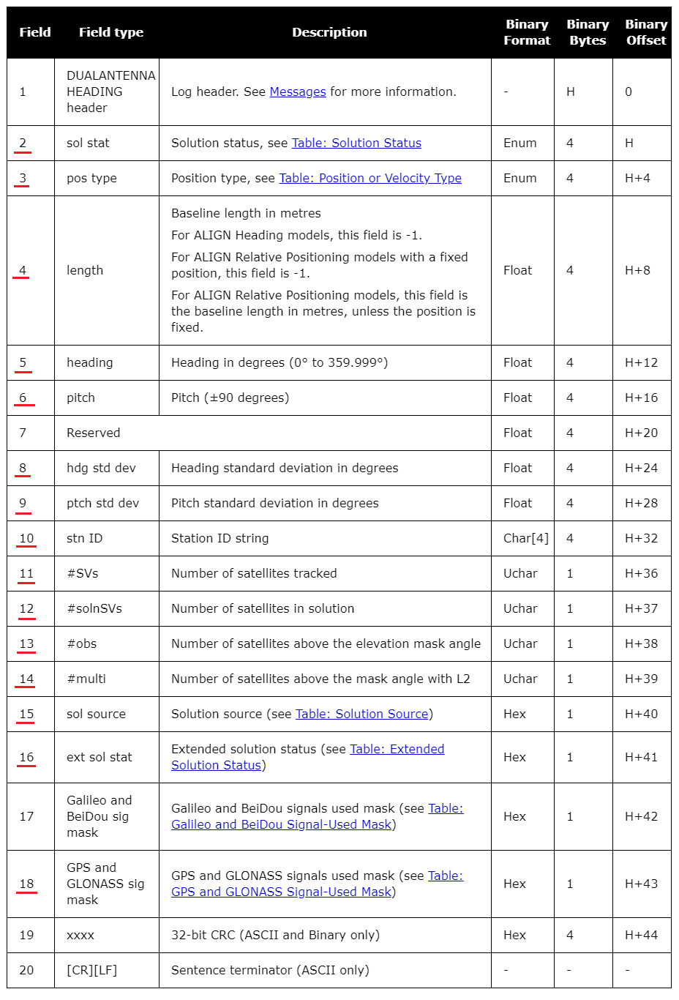 Field Field type Description Binary Format Binary Bytes Binary Offset
1 DUALANTENNA HEADING header Log header. See Messages for more information. - H 0
2 sol stat Solution status, see Table: Solution Status Enum 4 H
3 pos type Position type, see Table: Position or Velocity Type Enum 4 H+4
4 length Baseline length in metres
For ALIGN Heading models, this field is -1.
For ALIGN Relative Positioning models with a fixed
position, this field is -1.
For ALIGN Relative Positioning models, this field is
the baseline length in metres, unless the position is
fixed.
Float 4 H+8
5 heading Heading in degrees (0° to 359.999°) Float 4 H+12
6 pitch Pitch (±90 degrees) Float 4 H+16
7 Reserved Float 4 H+20
8 hdg std dev Heading standard deviation in degrees Float 4 H+24
9 ptch std dev Pitch standard deviation in degrees Float 4 H+28
10 stn ID Station ID string Char[4] 4 H+32
11 #SVs Number of satellites tracked Uchar 1 H+36
12 #solnSVs Number of satellites in solution Uchar 1 H+37
13 #obs Number of satellites above the elevation mask angle Uchar 1 H+38
14 #multi Number of satellites above the mask angle with L2 Uchar 1 H+39
15 sol source Solution source (see Table: Solution Source) Hex 1 H+40
16 ext sol stat Extended solution status (see Table: Extended
Solution Status) Hex 1 H+41
17 Galileo and BeiDou sig mask Galileo and BeiDou signals used mask (see Table:
Galileo and BeiDou Signal-Used Mask) Hex 1 H+42
18 GPS and GLONASS sig mask GPS and GLONASS signals used mask (see Table:
GPS and GLONASS Signal-Used Mask) Hex 1 H+43
19 xxxx 32-bit CRC (ASCII and Binary only) Hex 4 H+44
20 [CR][LF] Sentence terminator (ASCII only) - - -